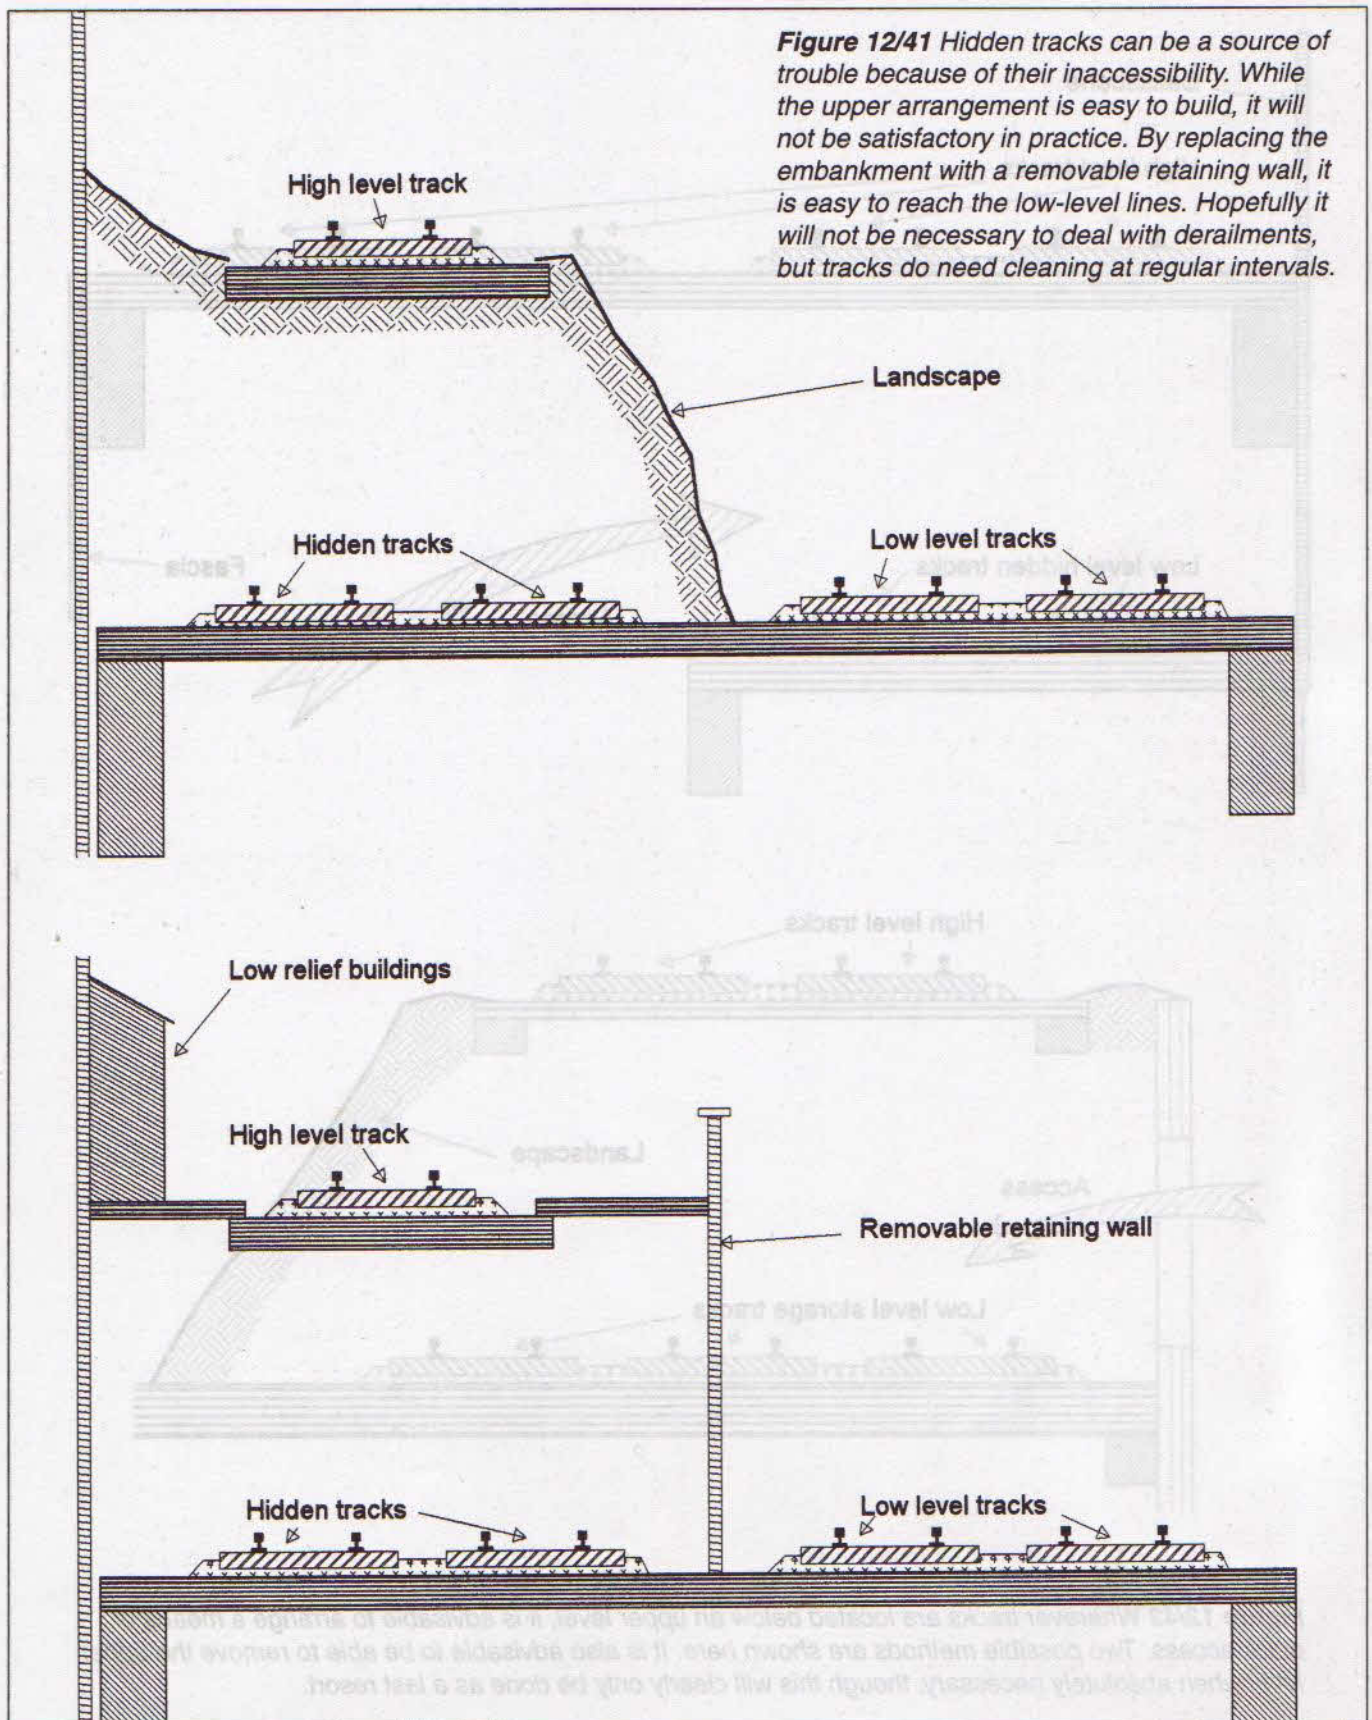 Figure 12/41 Hidden tracks can be a source of
trouble because of their inaccessibility. While
the upper arrangement is easy to build, it will
not be satisfactory in practice. By replacing the
embankment with a removable retaining wall, it
is easy to reach the low-level lines. Hopefully it
will not be necessary to deal with derailments,
but tracks do need cleaning at regular intervals.
High level track
Landscape
Hidden tracks
Low level tracks
Low relief buildings
High level track
Removable retaining wall
Hidden tracks
Low level tracks